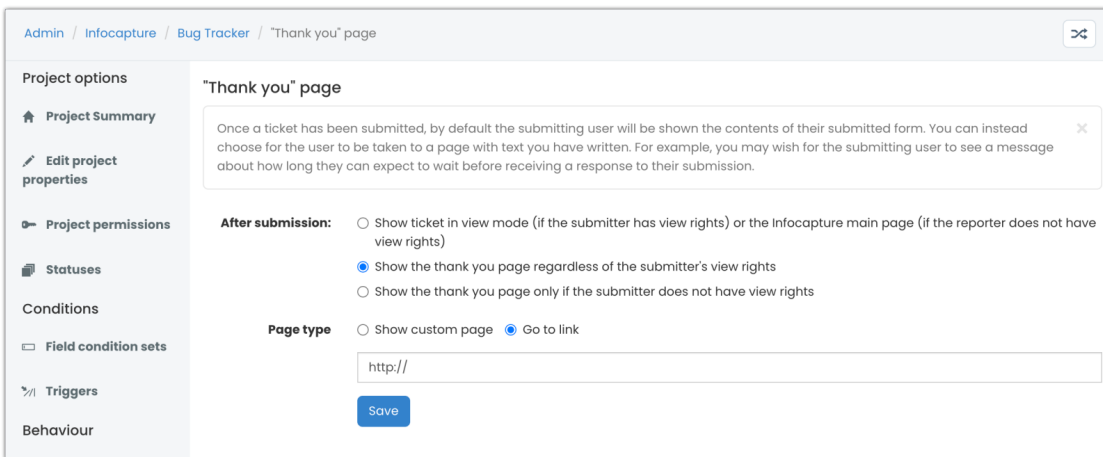 Admin / Infocapture / Bug Tracker / "Thank you" page
Project options
Project Summary
Edit project
properties
Project permissions
Statuses
Conditions
Field condition sets
Triggers
Behaviour
"Thank you" page
Once a ticket has been submitted, by default the submitting user will be shown the contents of their submitted form. You can instead
choose for the user to be taken to a page with text you have written. For example, you may wish for the submitting user to see a message
about how long they can expect to wait before receiving a response to their submission.
After submission:
Show ticket in view mode (if the submitter has view rights) or the Infocapture main page (if the reporter does not have
view rights)
Show the thank you page regardless of the submitter's view rights
Show the thank you page only if the submitter does not have view rights
Page type
Show custom page
Go to link
http://
Save